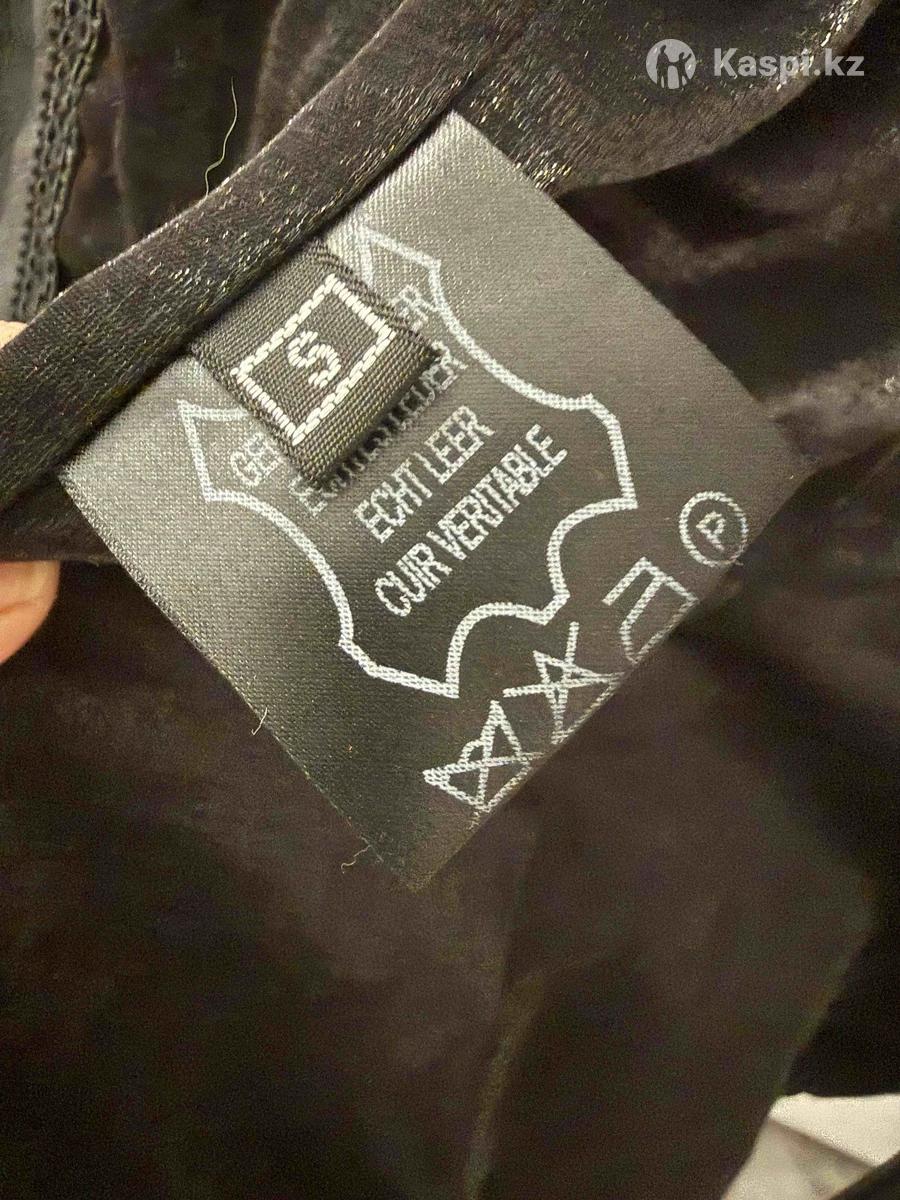 Kaspi.kz
S
ECHT LEER
CUIR VERITABLE
P